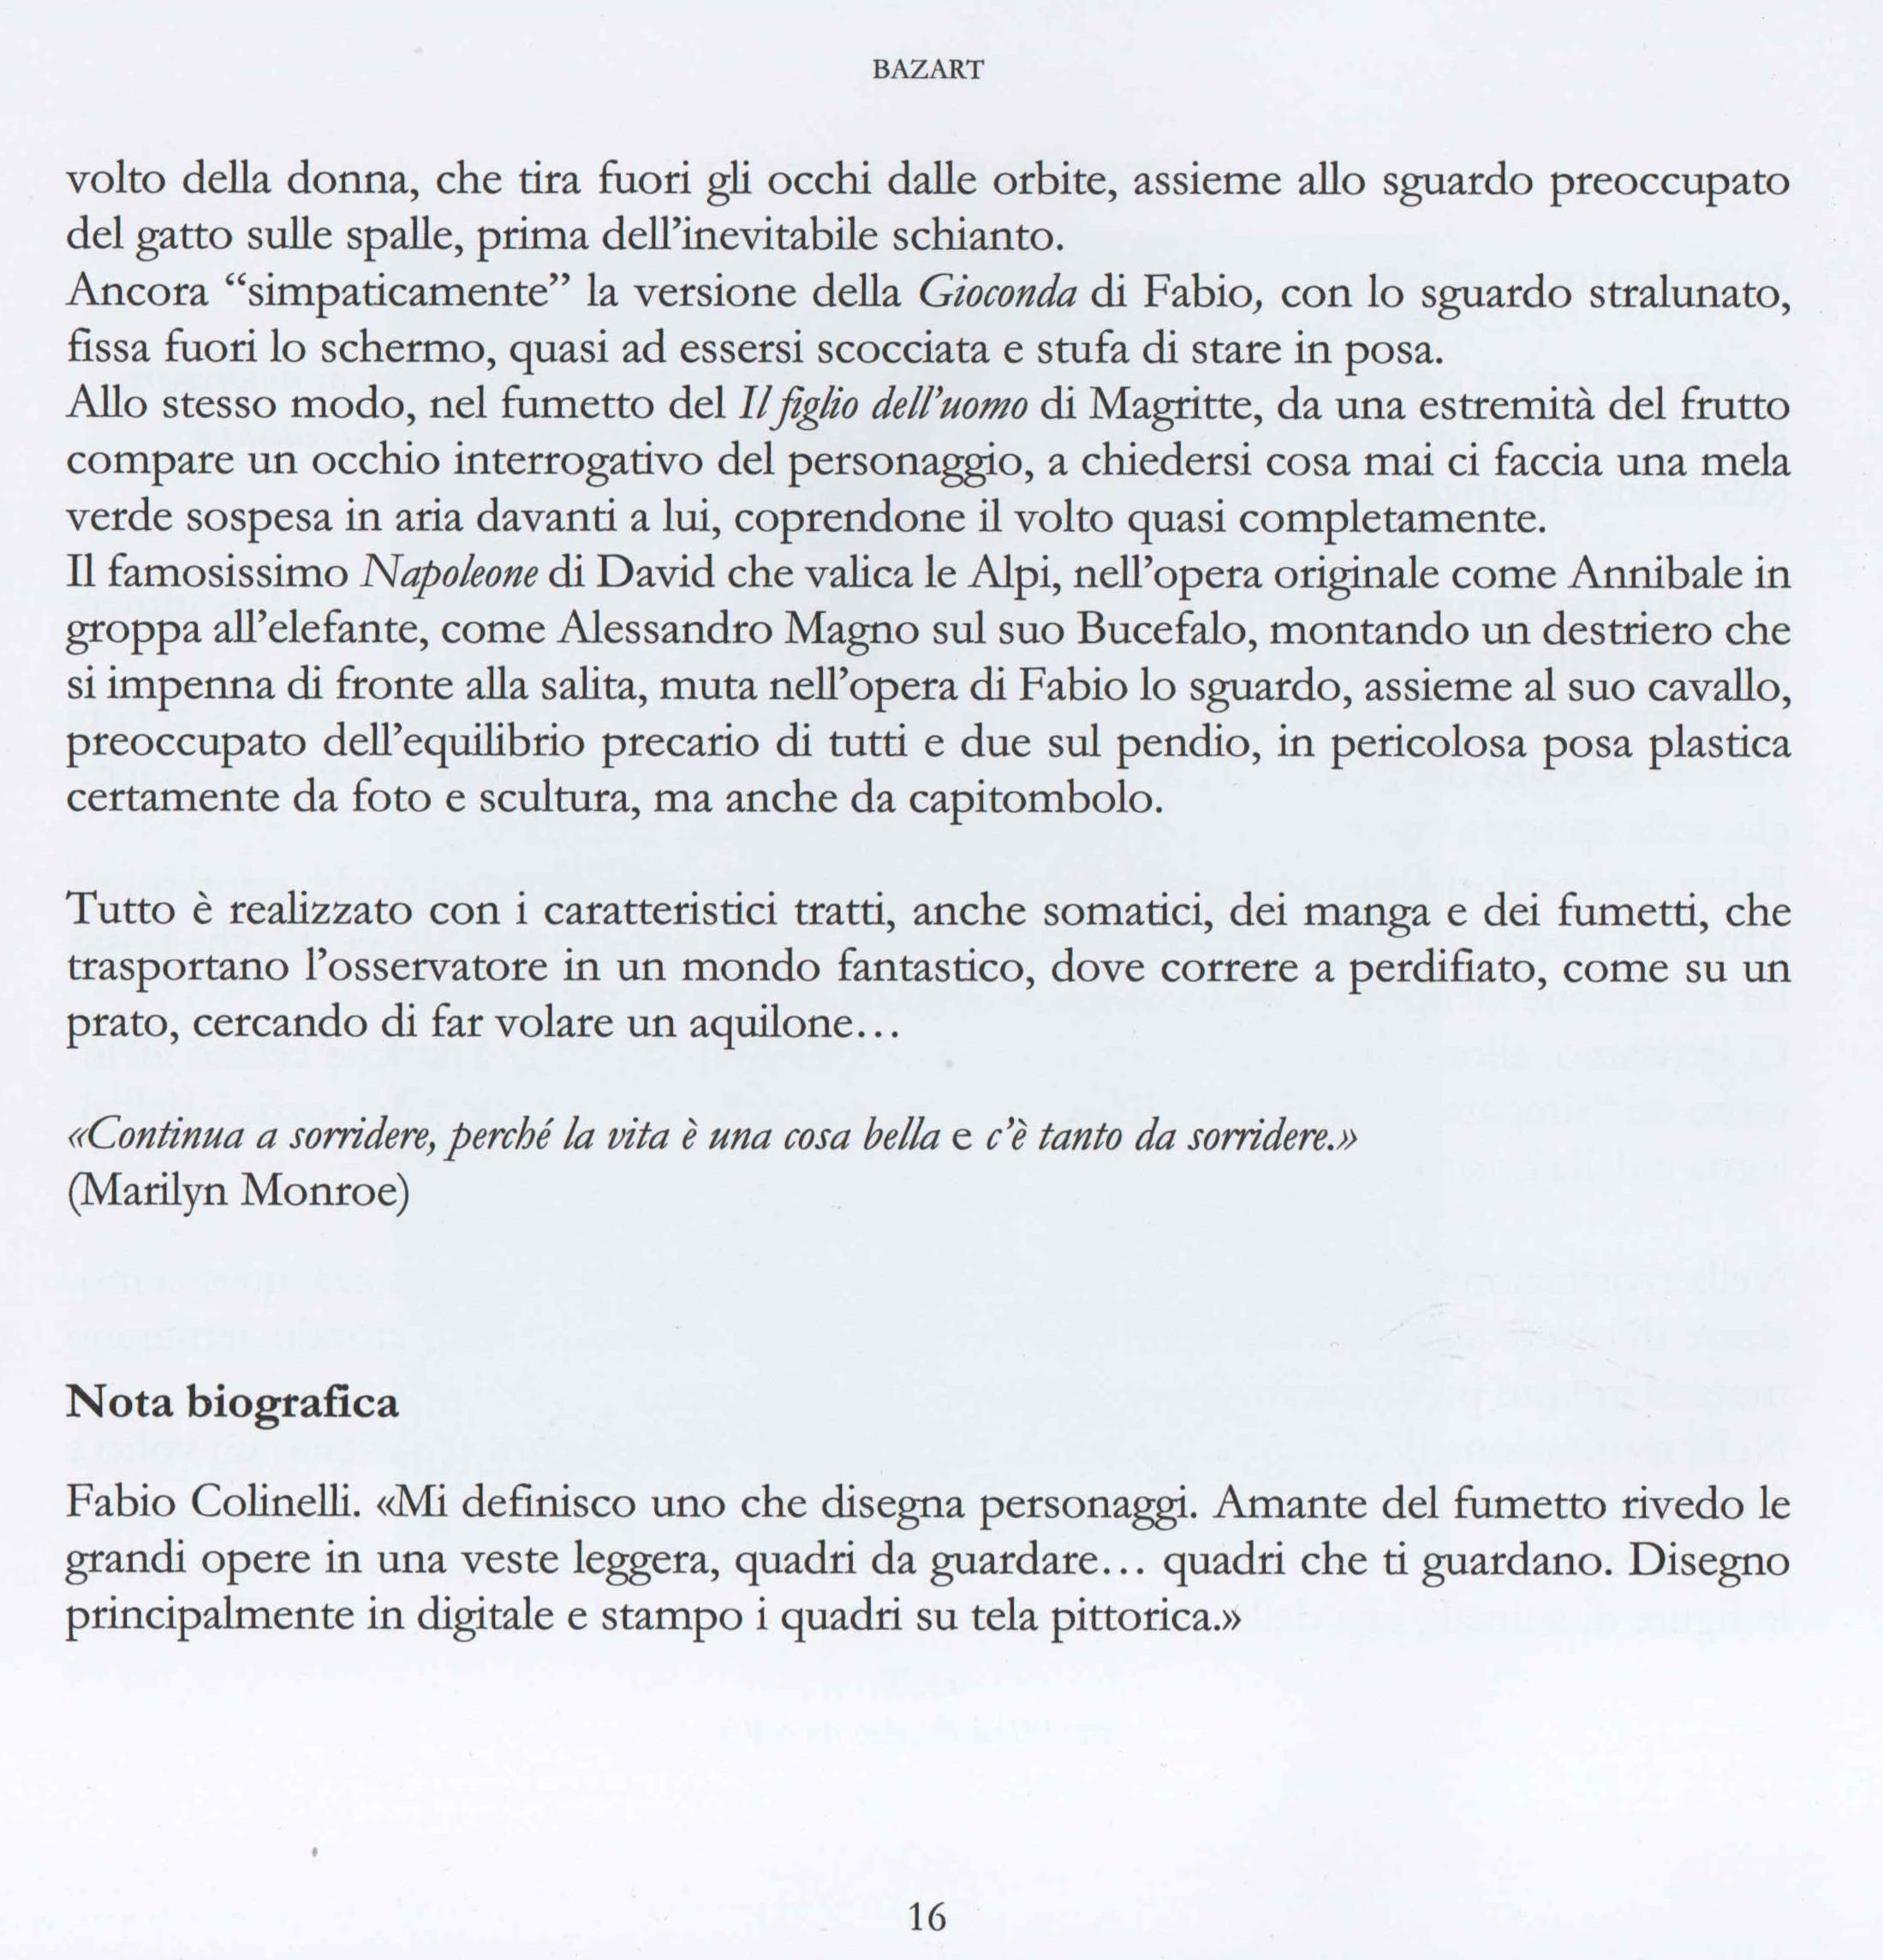 BAZART
volto della donna, che tira fuori gli occhi dalle orbite, assieme allo sguardo preoccupato
del gatto sulle spalle, prima dell’inevitabile schianto.
Ancora “simpaticamente” la versione della Gioconda di Fabio, con lo sguardo stralunato,
fissa fuori lo schermo, quasi ad essersi scocciata e stufa di stare in posa.
Allo stesso modo, nel fumetto del Il figlio dell’uomo di Magritte, da una estremità del frutto
compare un occhio interrogativo del personaggio, a chiedersi cosa mai ci faccia una mela
verde sospesa in aria davanti a lui, coprendone il volto quasi completamente.
Il famosissimo Napoleone di David che valica le Alpi, nell’opera originale come Annibale in
groppa all’elefante, come Alessandro Magno sul suo Bucefalo, montando un destriero che
si impenna di fronte alla salita, muta nell’opera di Fabio lo sguardo, assieme al suo cavallo,
preoccupato dell’equilibrio precario di tutti e due sul pendio, in pericolosa posa plastica
certamente da foto e scultura, ma anche da capitombolo.
Tutto è realizzato con i caratteristici tratti, anche somatici, dei manga e dei fumetti, che
trasportano l’osservatore in un mondo fantastico, dove correre a perdifiato, come su un
prato, cercando di far volare un aquilone…
«Continua a sorridere, perché la vita è una cosa bella e c’è tanto da sorridere.»
(Marilyn Monroe)
Nota biografica
Fabio Colinelli. «Mi definisco uno che disegna personaggi. Amante del fumetto rivedo le
grandi opere in una veste leggera, quadri da guardare… quadri che ti guardano. Disegno
principalmente in digitale e stampo i quadri su tela pittorica.»
16